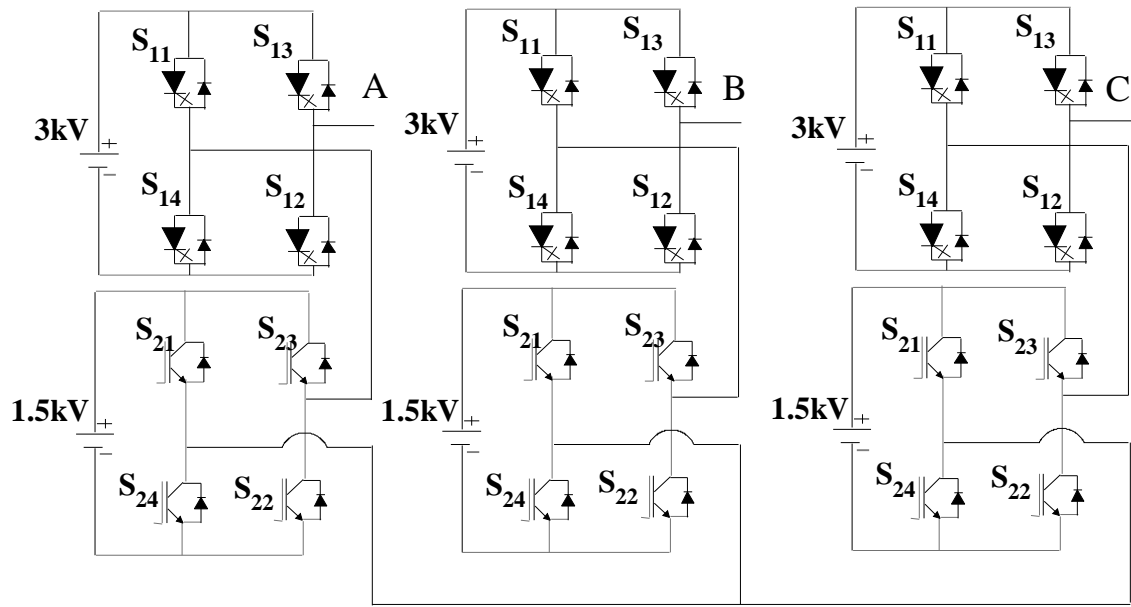 S11 S13 A
3kV + -
S14 S12
S21 S23
1.5kV + -
S24 S22
S11 S13 B
3kV + -
S14 S12
S21 S23
1.5kV + -
S24 S22
S11 S13 C
3kV + -
S14 S12
S21 S23
1.5kV + -
S24 S22